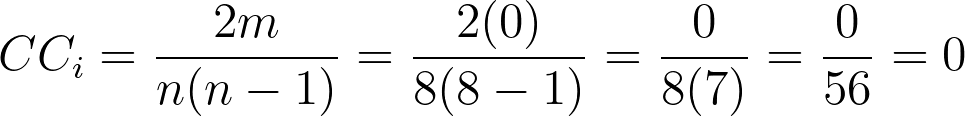 $CC_i = \frac{2m}{n(n-1)} = \frac{2(0)}{8(8-1)} = \frac{0}{8(7)} = \frac{0}{56} = 0$